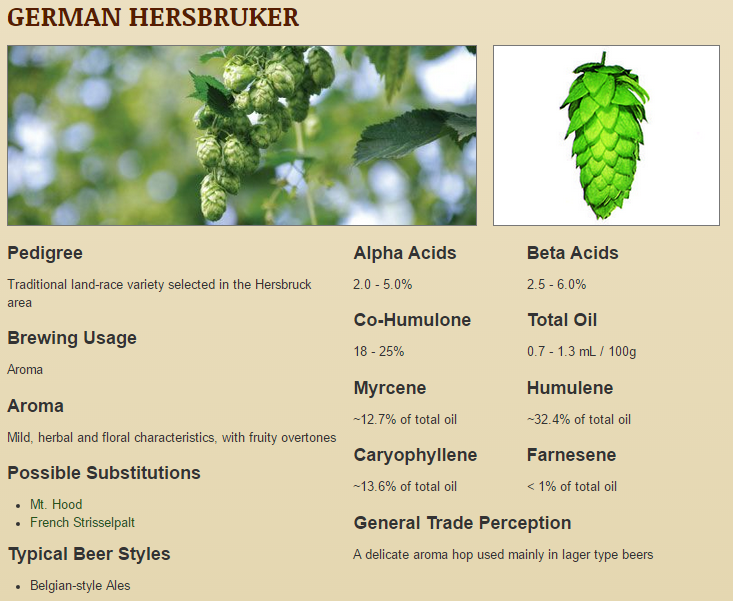 GERMAN HERSBRUKER
Pedigree
Traditional land-race variety selected in the Hersbruck
area
Brewing Usage
Aroma
Aroma
Mild, herbal and floral characteristics, with fruity overtones
Possible Substitutions
Mt. Hood
French Strisselpalt
Typical Beer Styles
Belgian-style Ales
Alpha Acids
2.0 - 5.0%
Beta Acids
2.5 - 6.0%
Co-Humulone
18 - 25%
Total Oil
0.7 - 1.3 mL / 100g
Myrcene
~12.7% of total oil
Humulene
~32.4% of total oil
Caryophyllene
~13.6% of total oil
Farnesene
< 1% of total oil
General Trade Perception
A delicate aroma hop used mainly in lager type beers